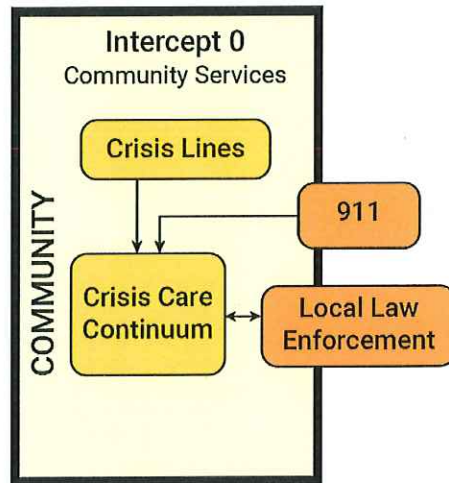 Intercept 0
Community Services
Crisis Lines
911
COMMUNITY
Crisis Care
Continuum
Local Law
Enforcement